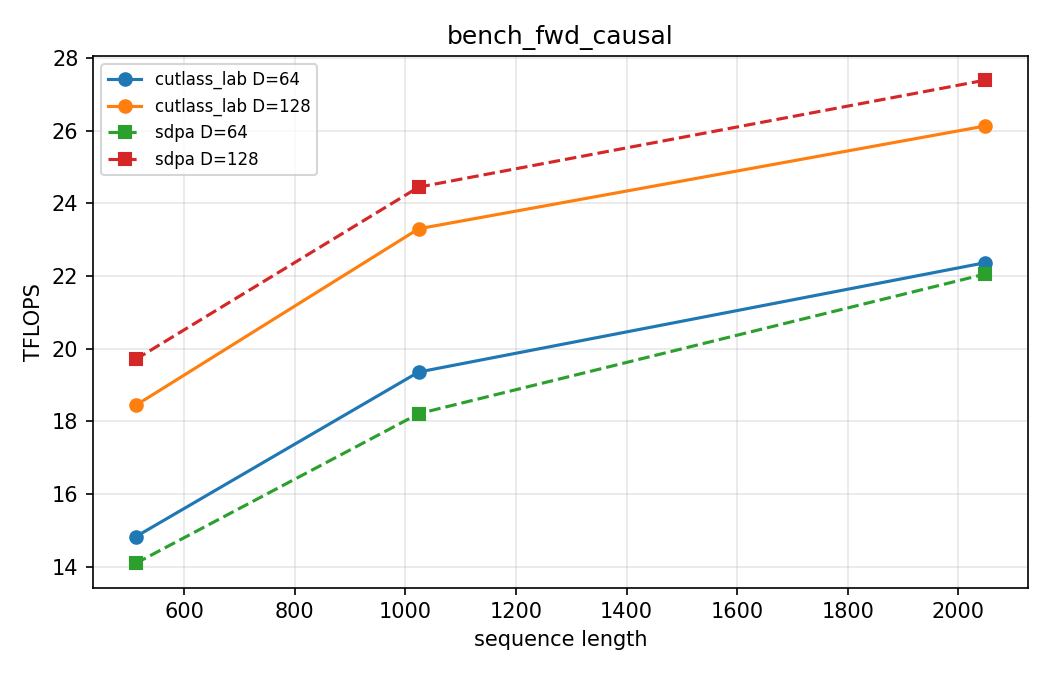 bench_fwd_causal
28
26
24
22
20
18
16
14
TFLOPS
cutlass_lab D=64
cutlass_lab D=128
sdpa D=64
sdpa D=128
600 800 1000 1200 1400 1600 1800 2000
sequence length